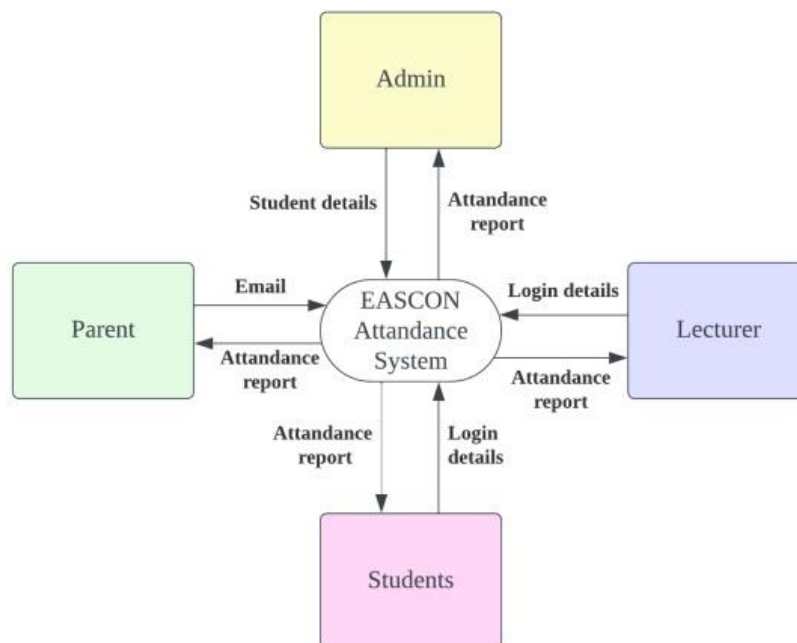 Admin
Student details
Attandance
report
Email
EASCON
Attandance
System
Login details
Parent
Lecturer
Attandance
report
Attandance
report
Attandance
report
Login
details
Students